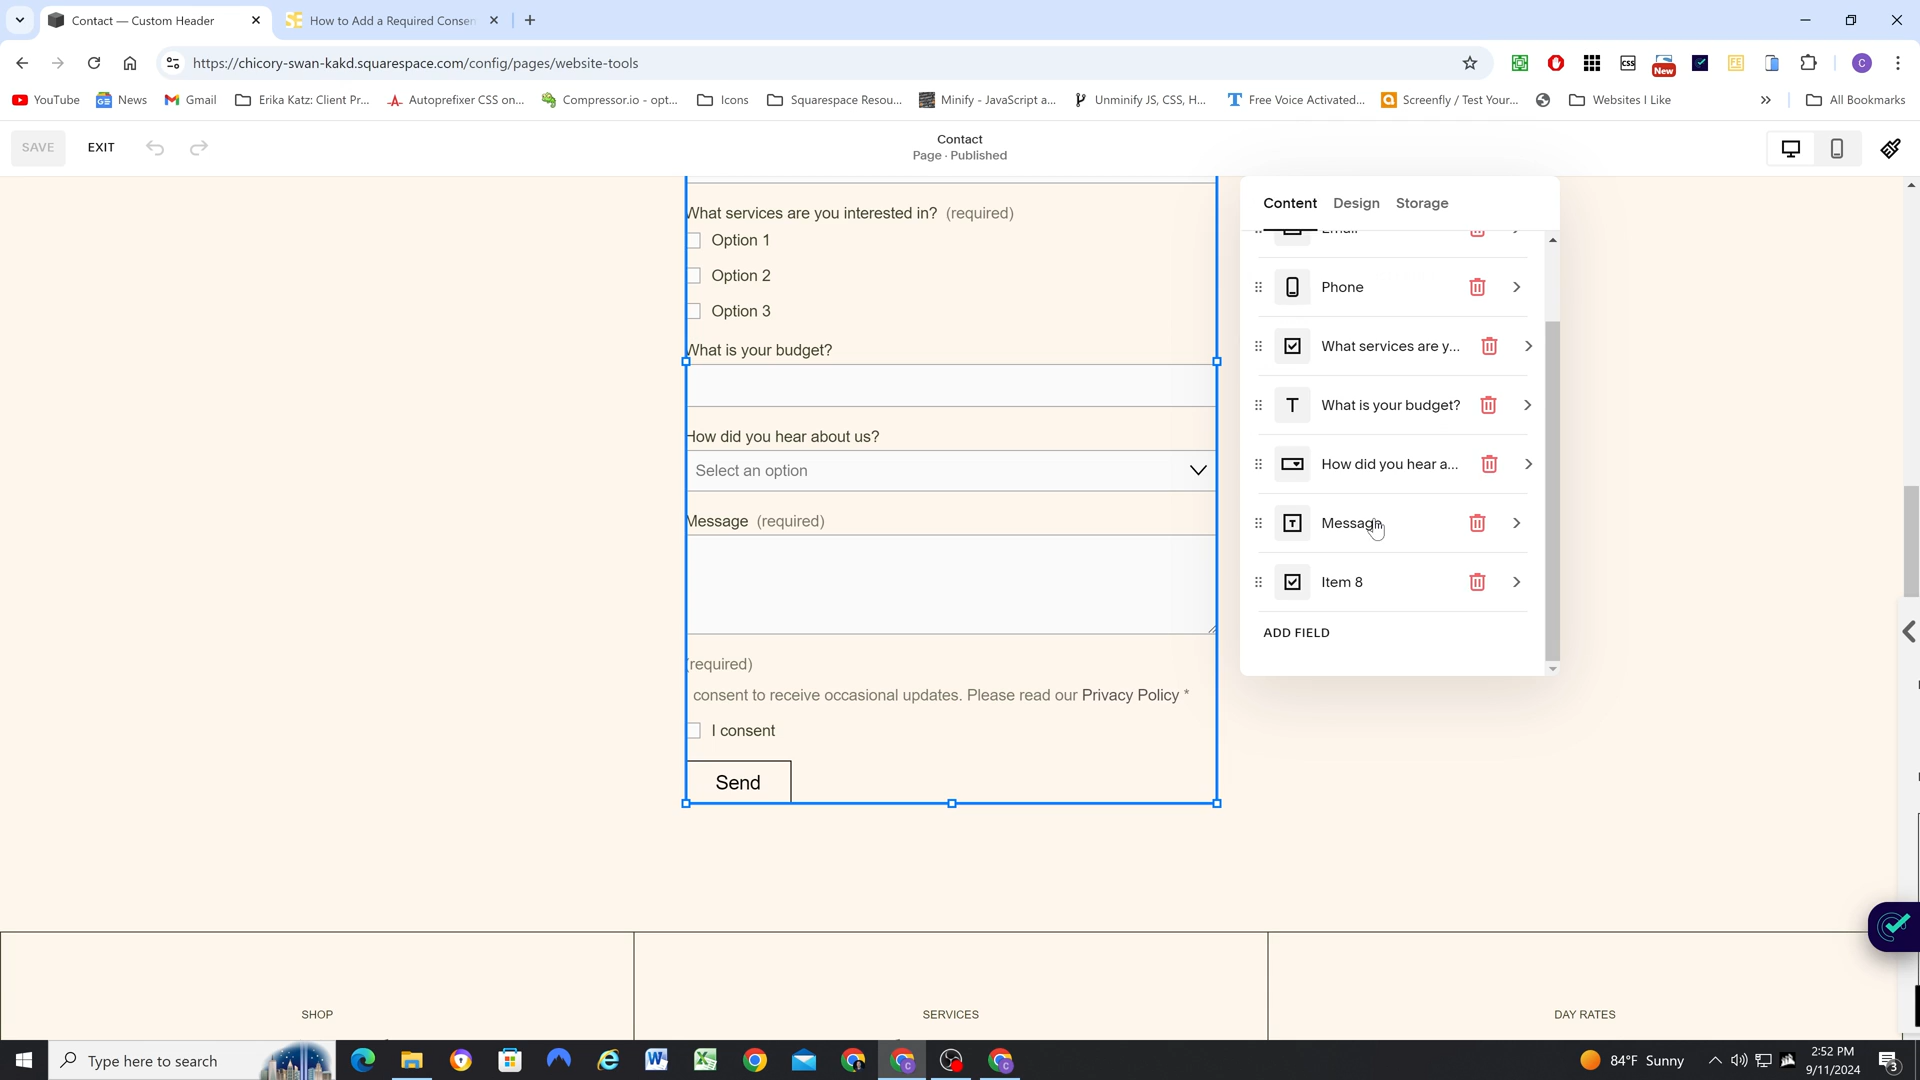 Contact — Custom Header
How to Add a Required Consen
https://chicory-swan-kakd.squarespace.com/config/pages/website-tools
New
YouTube
News
Gmail
Erika Katz: Client Pr...
Autoprefixer CSS on...
Compressor.io - opt...
Icons
Squarespace Resou...
Minify - JavaScript a...
Unminify JS, CSS, H...
Free Voice Activated...
Screenfly / Test Your...
Websites I Like
All Bookmarks
SAVE
EXIT
Contact
Page · Published
What services are you interested in? (required)
Option 1
Option 2
Option 3
What is your budget?
How did you hear about us?
Select an option
Message (required)
(required)
consent to receive occasional updates. Please read our Privacy Policy *
I consent
Send
Content
Design
Storage
Email
Phone
What services are y...
What is your budget?
How did you hear a...
Message
Item 8
ADD FIELD
SHOP
SERVICES
DAY RATES
Type here to search
84°F Sunny
2:52 PM
9/11/2024
3